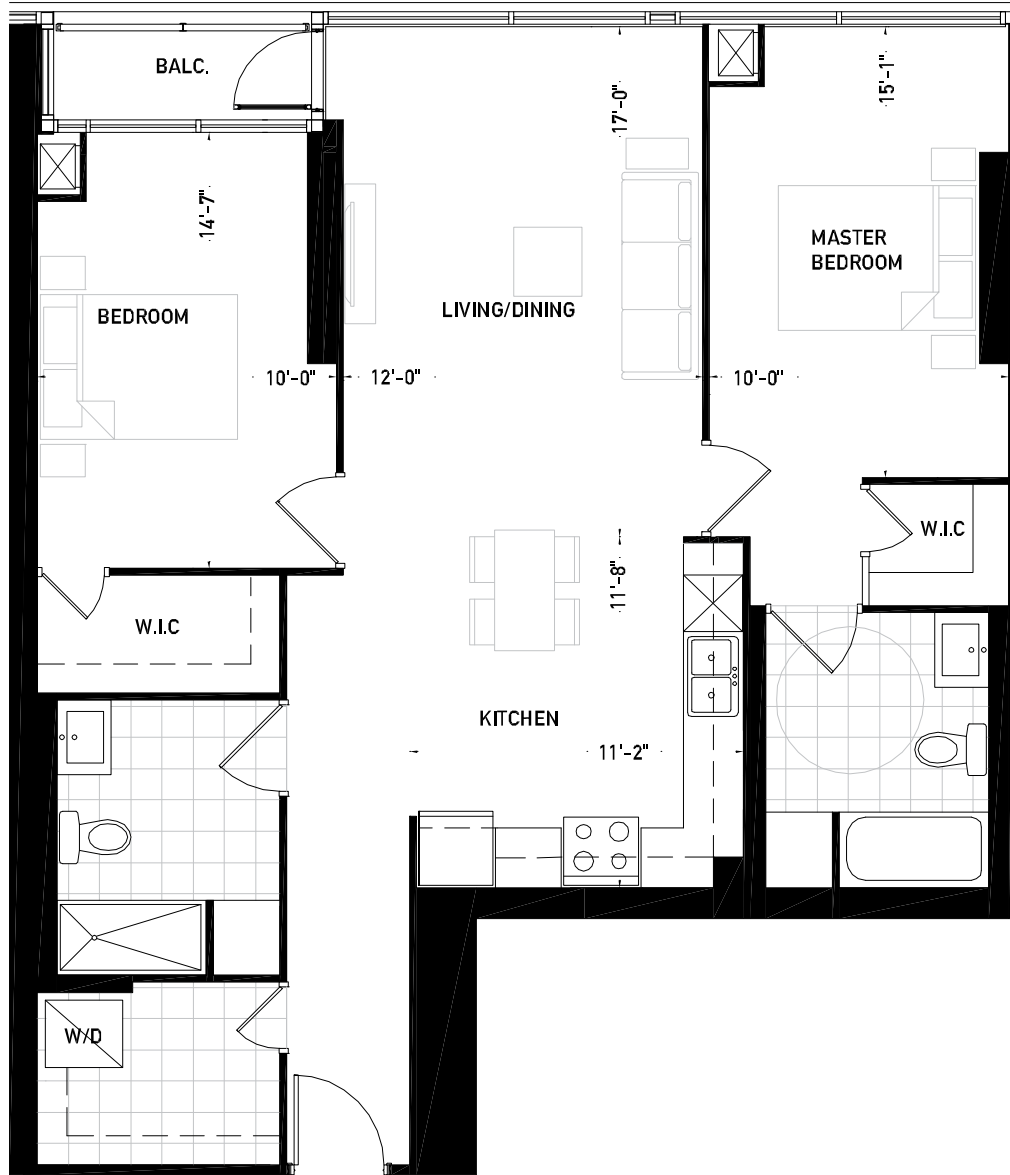 BALC.
17'-0"
15'-1"
14'-7"
MASTER
BEDROOM
BEDROOM
LIVING/DINING
10'-0"
12'-0"
10'-0"
W.I.C
11'-8"
W.I.C
KITCHEN
11'-2"
W/D